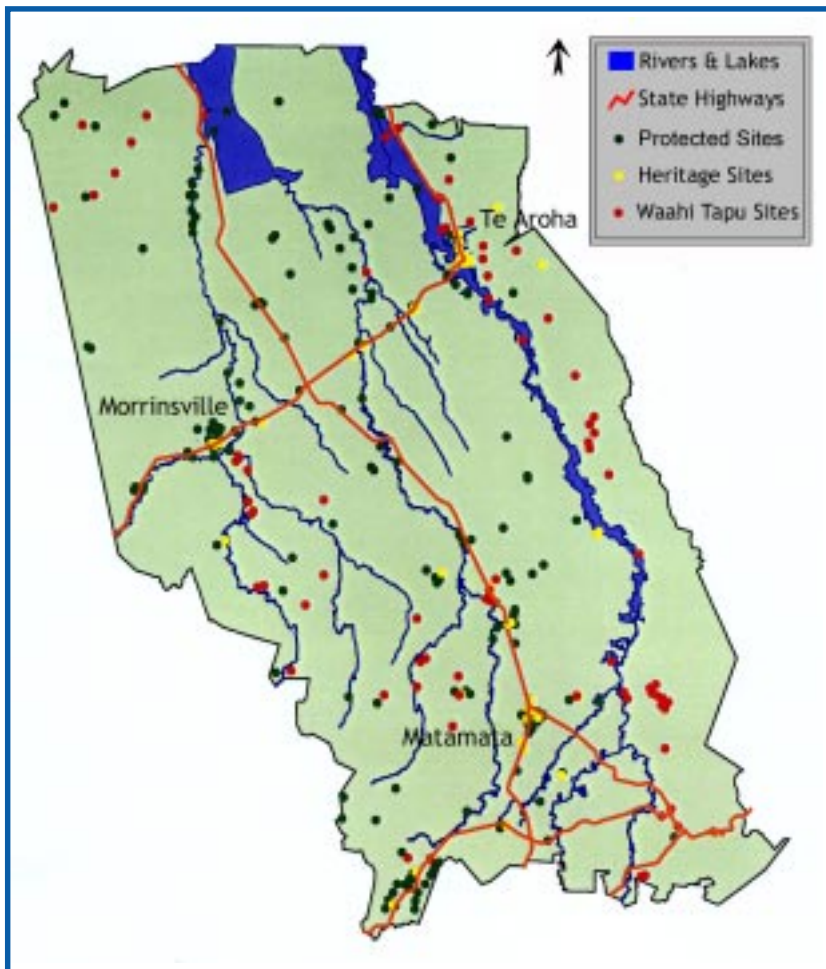 Rivers & Lakes
State Highways
Protected Sites
Heritage Sites
Waahi Tapu Sites
Te Aroha
Morrinsville
Matamata